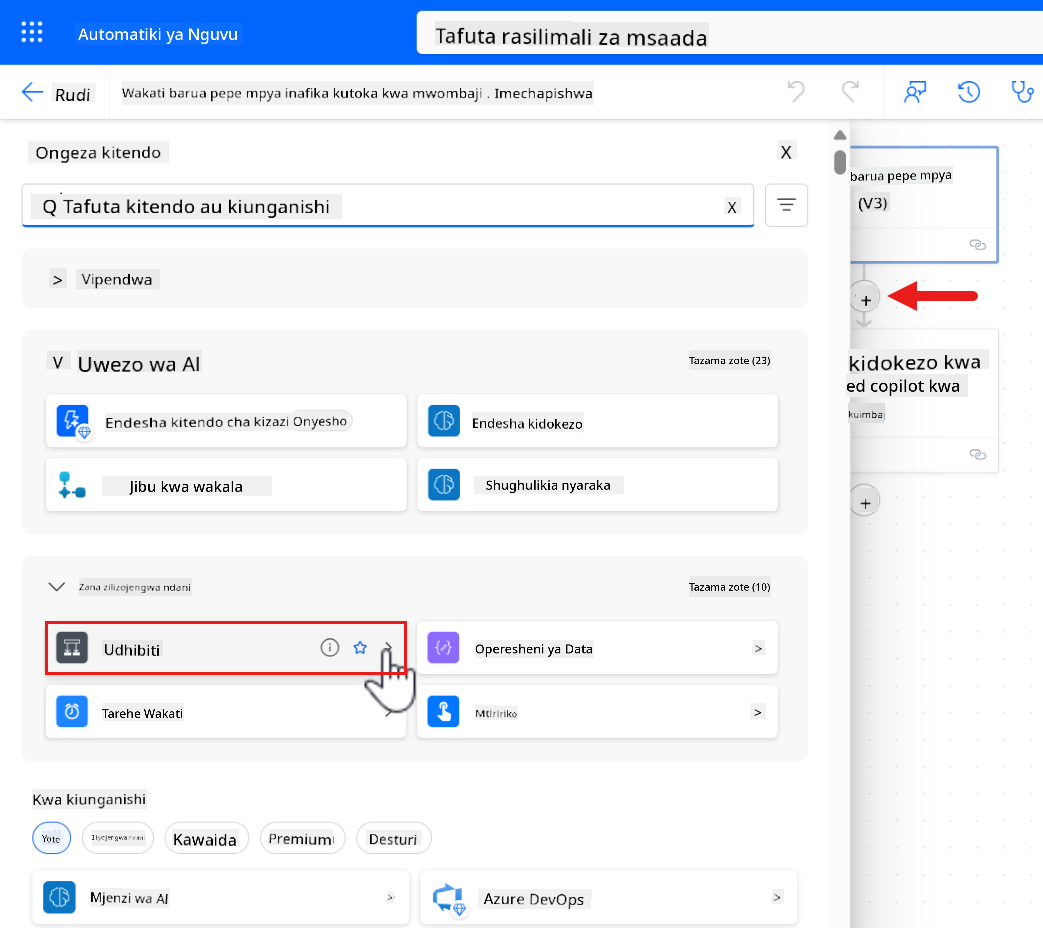 Automatiki ya Nguvu
Tafuta rasilimali za msaada
Rudi
Wakati barua pepe mpya inafika kutoka kwa mwombaji . Imechapishwa
Ongeza kitendo
X
Q Tafuta kitendo au kiunganishi
X
> Vipendwa
V Uwezo wa AI
Tazama zote (23)
Endesha kitendo cha kizazi Onyesho
Endesha kidokezo
Jibu kwa wakala
Shughulikia nyaraka
Zana zilizojengwa ndani
Tazama zote (10)
Udhibiti
Operesheni ya Data >
Tarehe Wakati
Mtiririko >
Kwa kiunganishi
Yote
Kawaida
Premium
Desturi
Mjenzi wa AI >
Azure DevOps >
barua pepe mpya
(V3)
+
kidokezo kwa
ed copilot kwa
kuimba
+